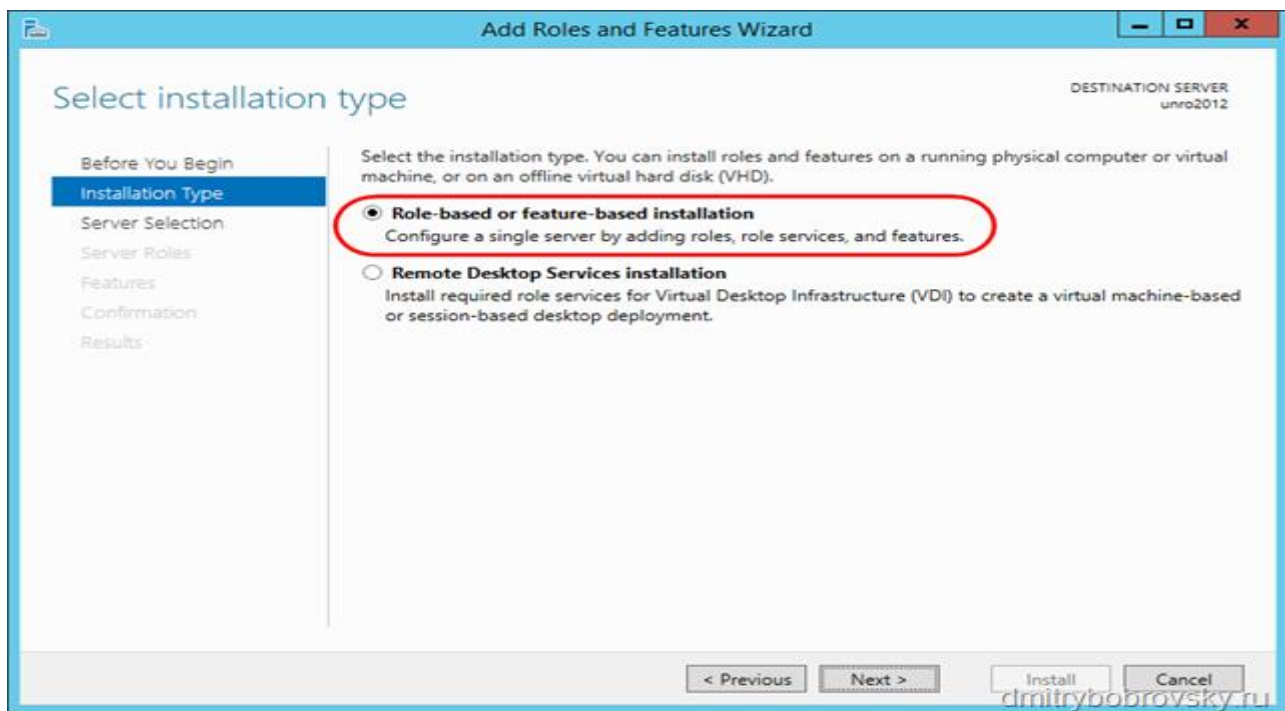 Add Roles and Features Wizard
Select installation type
DESTINATION SERVER
unro2012
Before You Begin
Installation Type
Server Selection
Server Roles
Features
Confirmation
Results
Select the installation type. You can install roles and features on a running physical computer or virtual
machine, or on an offline virtual hard disk (VHD).
Role-based or feature-based installation
Configure a single server by adding roles, role services, and features.
Remote Desktop Services installation
Install required role services for Virtual Desktop Infrastructure (VDI) to create a virtual machine-based
or session-based desktop deployment.
< Previous
Next >
Install
Cancel
dmitrybobrovsky.ru